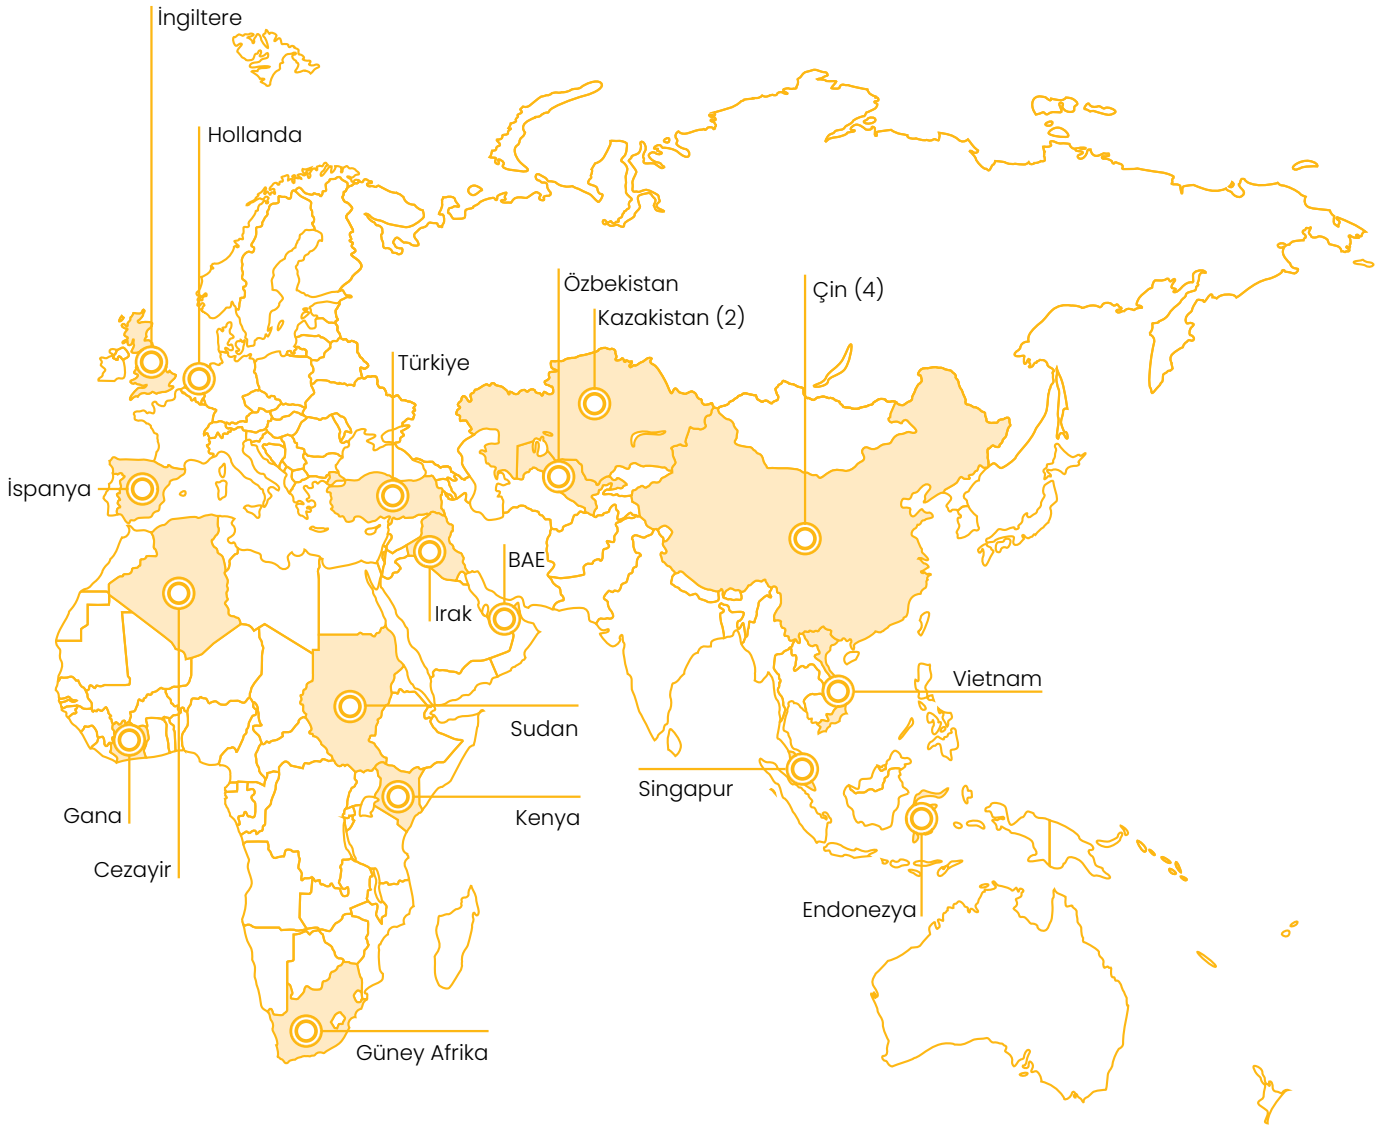 İngiltere
Hollanda
Özbekistan
Çin (4)
Kazakistan (2)
Türkiye
İspanya
BAE
Irak
Vietnam
Sudan
Singapur
Gana
Kenya
Cezayir
Endonezya
Güney Afrika